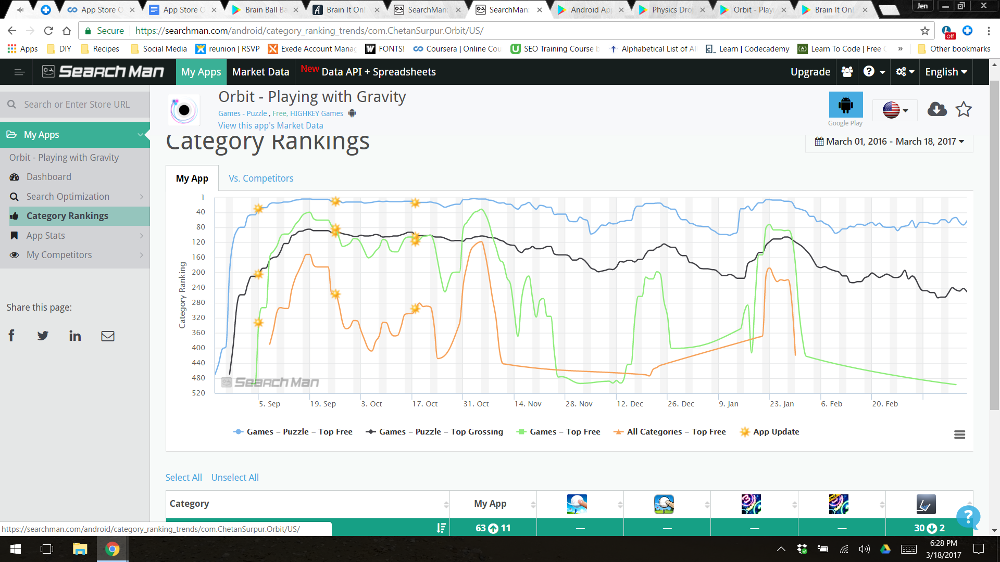 App Store O
App Store O
Brain Ball Ba
Brain It On!
SearchMan:
SearchMan:
Android Ap
Physics Dro
Orbit - Playi
Brain It On!
Jen
Secure https://searchman.com/android/category_ranking_trends/com.ChetanSurpur.Orbit/US/
Off
Apps DIY Recipes Social Media reunion | RSVP Exede Account Manag FONTS! Coursera | Online Cou SEO Training Course b Alphabetical List of Al Learn | Codecademy Learn To Code | Free C » Other bookmarks
SearchMan My Apps Market Data New Data API + Spreadsheets Upgrade English
Search or Enter Store URL
My Apps
Orbit - Playing with Gravity
Dashboard
Search Optimization
Category Rankings
App Stats
My Competitors
Share this page:
Orbit - Playing with Gravity
Games - Puzzle , Free, HIGHKEY Games
View this app's Market Data
Google Play
Category Rankings
March 01, 2016 - March 18, 2017
My App Vs. Competitors
Category Ranking
1
40
80
120
160
200
240
280
320
360
400
440
480
520
SearchMan
5. Sep 19. Sep 3. Oct 17. Oct 31. Oct 14. Nov 28. Nov 12. Dec 26. Dec 9. Jan 23. Jan 6. Feb 20. Feb
Games – Puzzle – Top Free Games – Puzzle – Top Grossing Games – Top Free All Categories – Top Free App Update
Select All Unselect All
Category My App
3
FREE
63 11 — — — — 30 2
?
https://searchman.com/android/category_ranking_trends/com.ChetanSurpur.Orbit/US/
6:28 PM
3/18/2017